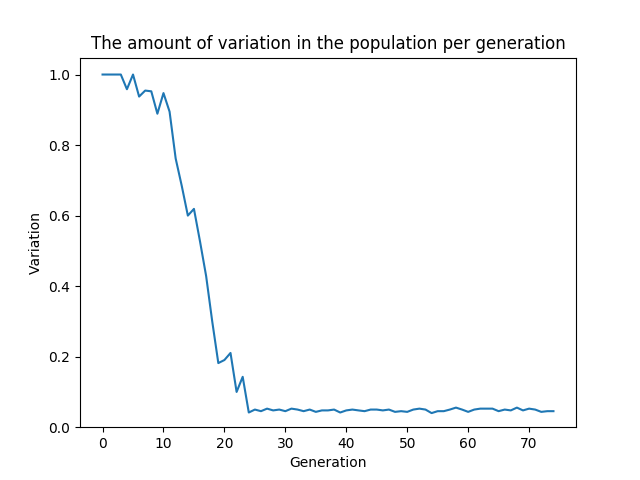 The amount of variation in the population per generation
1.0
0.8
0.6
0.4
0.2
0.0
Variation
0 10 20 30 40 50 60 70
Generation